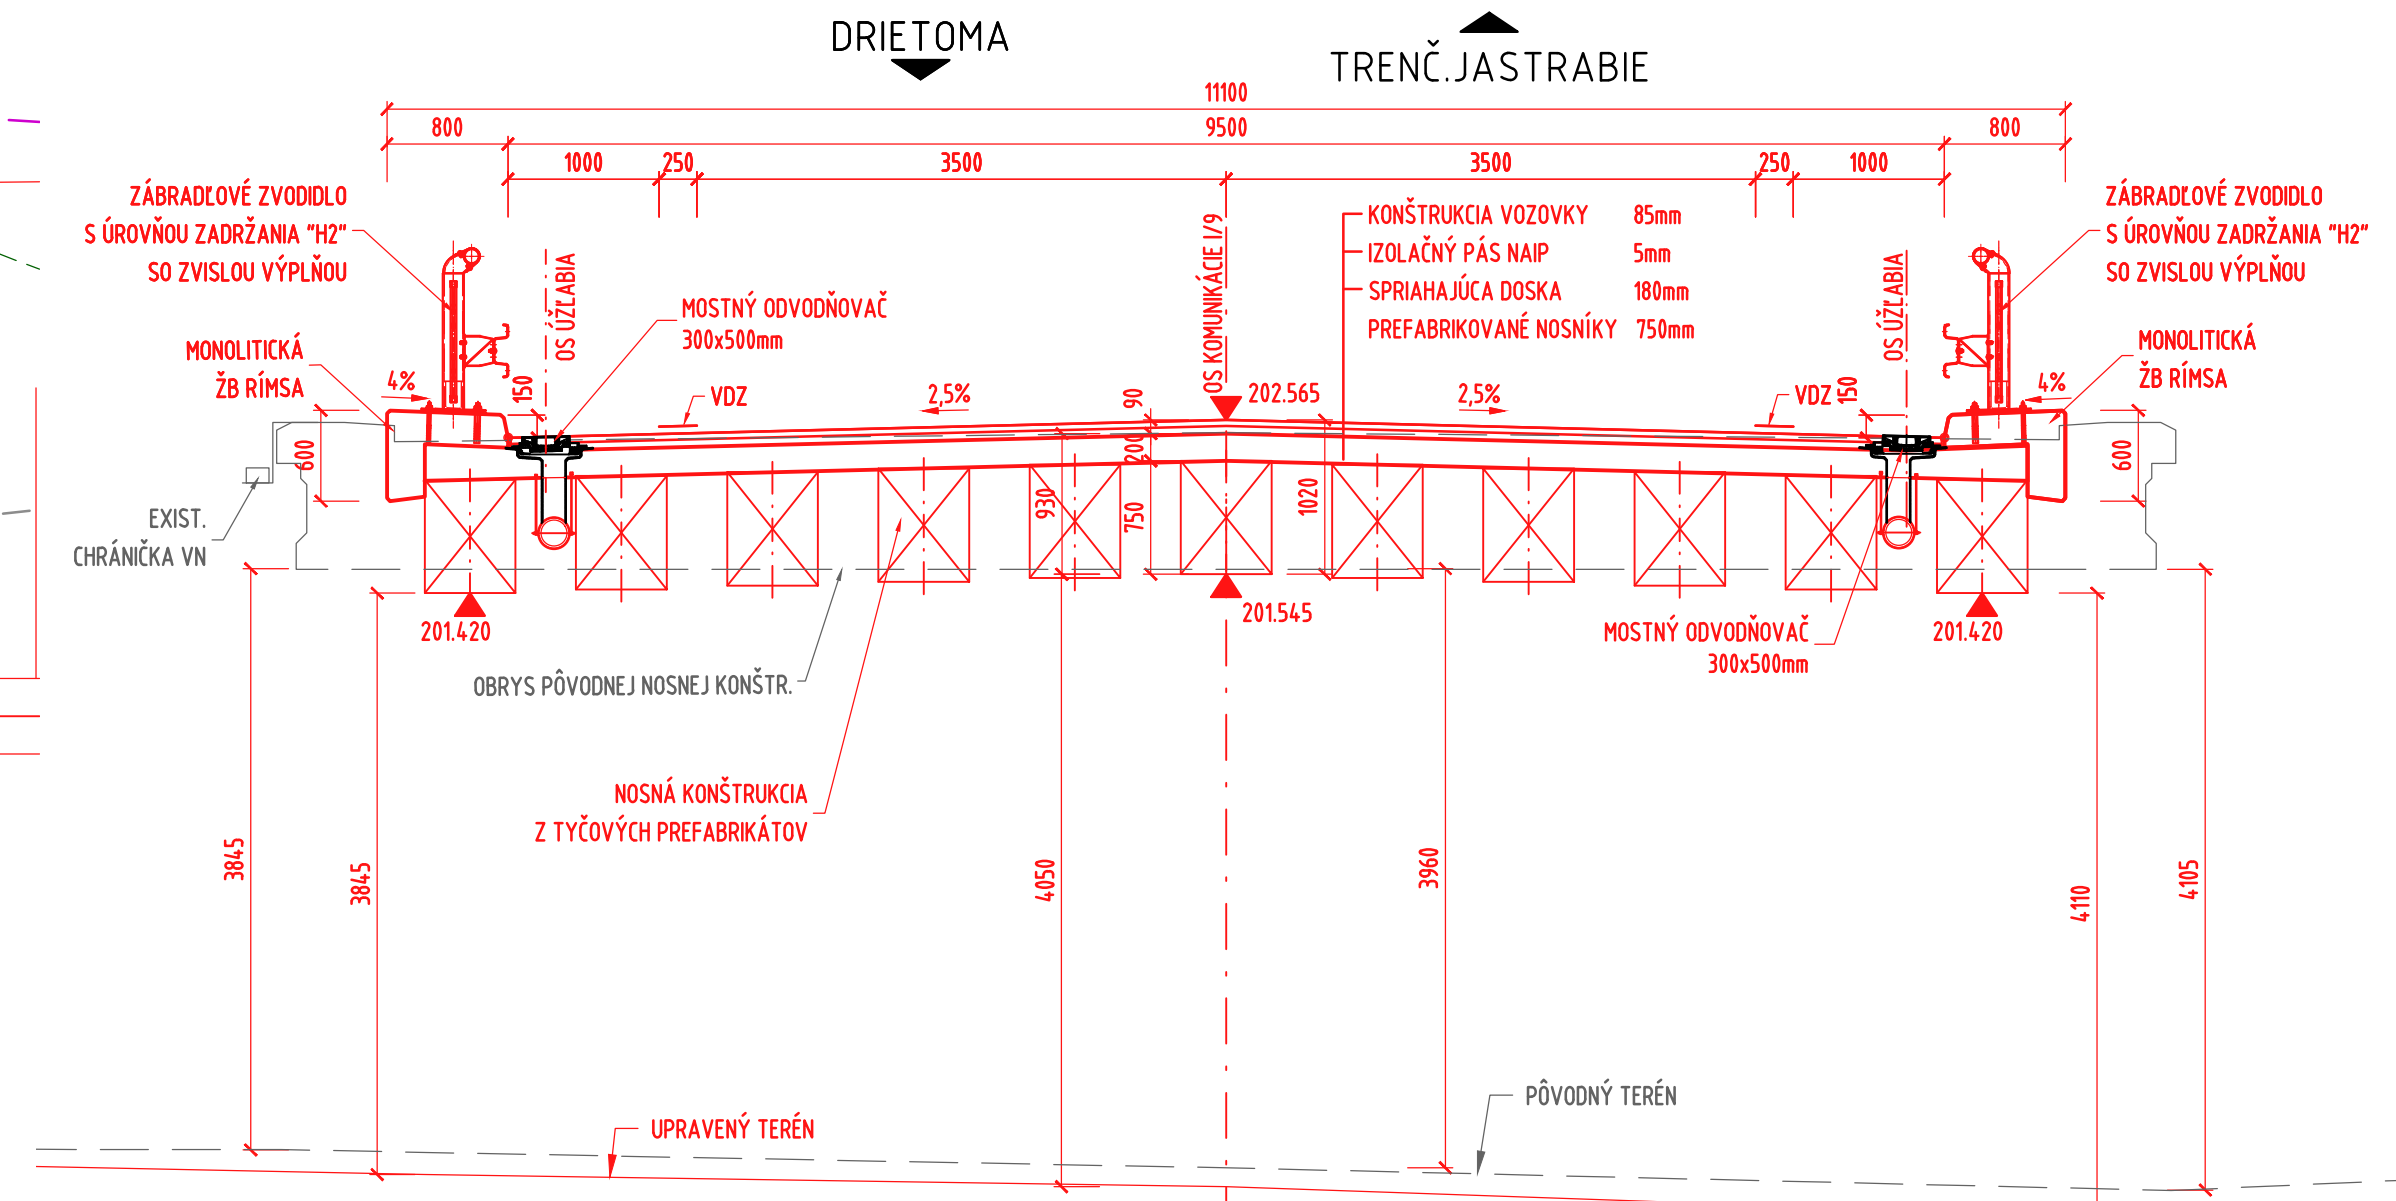 DRIETOMA
TRENČ.JASTRABIE
11100
800
9500
800
1000
250
3500
3500
250
1000
ZÁBRADĽOVÉ ZVODIDLO
S ÚROVŇOU ZADRŽANIA "H2"
SO ZVISLOU VÝPLŇOU
OS ÚŽĽABIA
MOSTNÝ ODVODŇOVAČ
300x500mm
OS KOMUNIKÁCIE I/9
KONŠTRUKCIA VOZOVKY 85mm
IZOLAČNÝ PÁS NAIP 5mm
SPRIAHAJÚCA DOSKA 180mm
PREFABRIKOVANÉ NOSNÍKY 750mm
OS ÚŽĽABIA
ZÁBRADĽOVÉ ZVODIDLO
S ÚROVŇOU ZADRŽANIA "H2"
SO ZVISLOU VÝPLŇOU
MONOLITICKÁ
ŽB RÍMSA
4%
150
VDZ
2,5%
90
202.565
2,5%
VDZ
150
4%
MONOLITICKÁ
ŽB RÍMSA
600
200
930
750
1020
600
EXIST.
CHRÁNIČKA VN
201.420
201.545
MOSTNÝ ODVODŇOVAČ
300x500mm
201.420
OBRYS PÔVODNEJ NOSNEJ KONŠTR.
NOSNÁ KONŠTRUKCIA
Z TYČOVÝCH PREFABRIKÁTOV
3845
3845
4050
3960
4110
4105
UPRAVENÝ TERÉN
PÔVODNÝ TERÉN